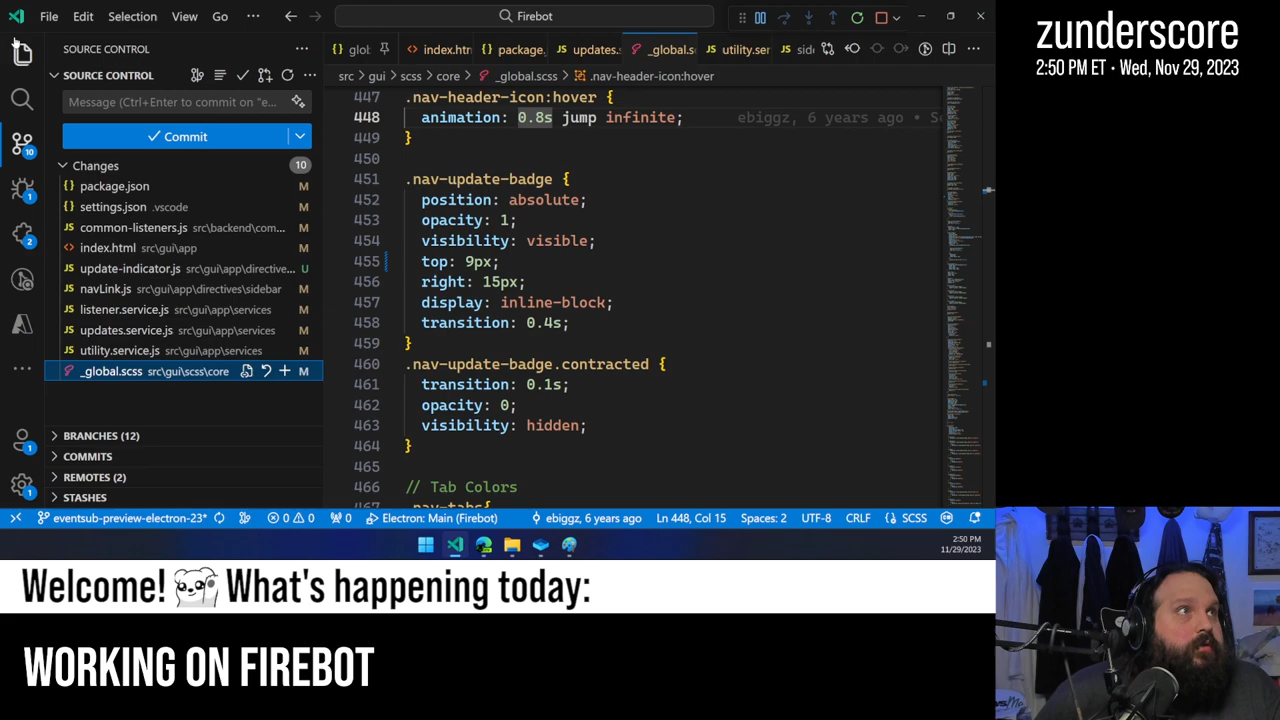 File Edit Selection View Go ... Firebot
SOURCE CONTROL
SOURCE CONTROL
Message (Ctrl+Enter to commit on "e...
Commit
Changes 10
package.json M
settings.json .vscode M
common-listeners.js src\backend\com... M
index.html src\gui\app M
update-indicator.js src\gui\app\directive... U
navLink.js src\gui\app\directives\sidebar M
listener.service.js src\gui\app\services M
updates.service.js src\gui\app\services M
utility.service.js src\gui\app\services M
_global.scss src\gui\scss\core M
BRANCHES (12)
COMMITS
REMOTES (2)
STASHES
10
1
2
1
1
glob index.htn package. updates. _global.s utility.ser side
src > gui > scss > core > _global.scss > .nav-header-icon:hover
447 .nav-header-icon:hover {
448 animation: 0.8s jump infinite; ebiggz, 6 years ago • S
449 }
450
451 .nav-update-badge {
452 position: absolute;
453 opacity: 1;
454 visibility: visible;
455 top: 9px;
456 right: 15px;
457 display: inline-block;
458 transition: 0.4s;
459 }
460 .nav-update-badge.contracted {
461 transition: 0.1s;
462 opacity: 0;
463 visibility: hidden;
464 }
465
466 // Tab Colors
eventsub-preview-electron-23* 0 0 0 Electron: Main (Firebot) ebiggz, 6 years ago Ln 448, Col 15 Spaces: 2 UTF-8 CRLF {} SCSS
2:50 PM
11/29/2023
zunderscore
2:50 PM ET • Wed, Nov 29, 2023
Welcome! What's happening today:
WORKING ON FIREBOT